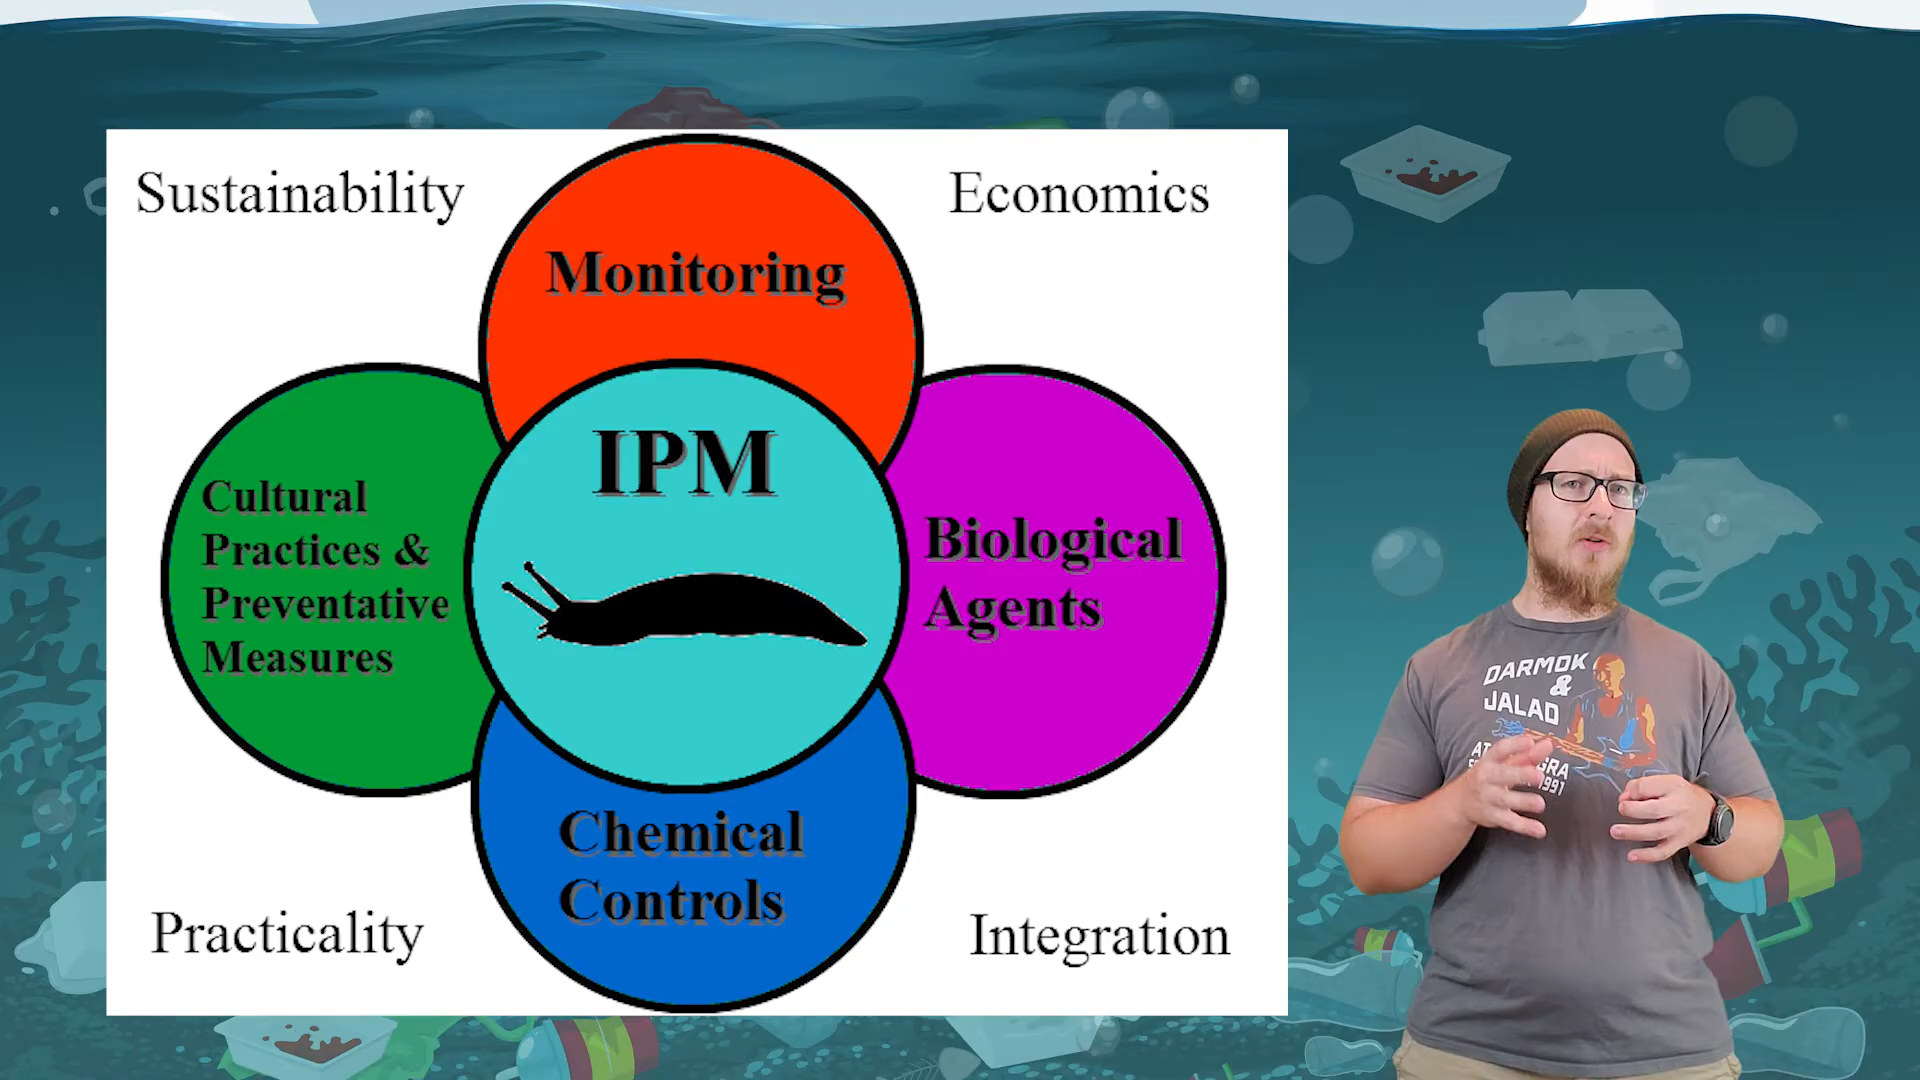 Sustainability
Economics
Monitoring
IPM
Cultural
Practices &
Preventative
Measures
Biological
Agents
Chemical
Controls
Practicality
Integration
DARMOK
&
JALAD